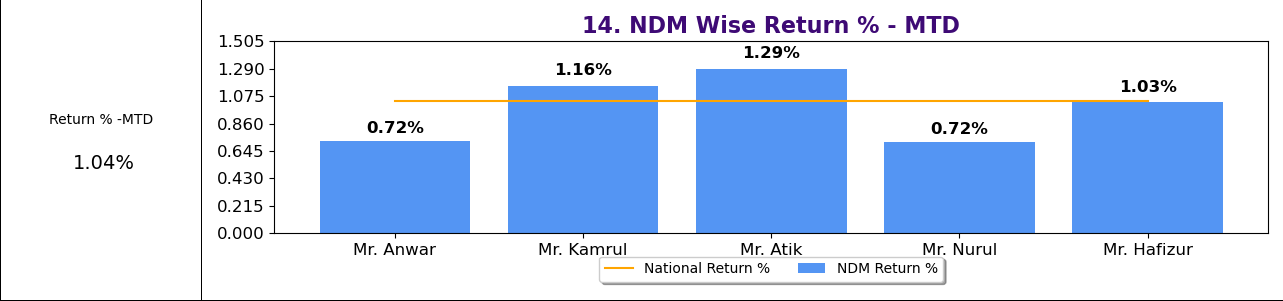 Return % -MTD
1.04%
14. NDM Wise Return % - MTD
1.505
1.290
1.075
0.860
0.645
0.430
0.215
0.000
0.72%
1.16%
1.29%
0.72%
1.03%
Mr. Anwar
Mr. Kamrul
Mr. Atik
Mr. Nurul
Mr. Hafizur
National Return %
NDM Return %